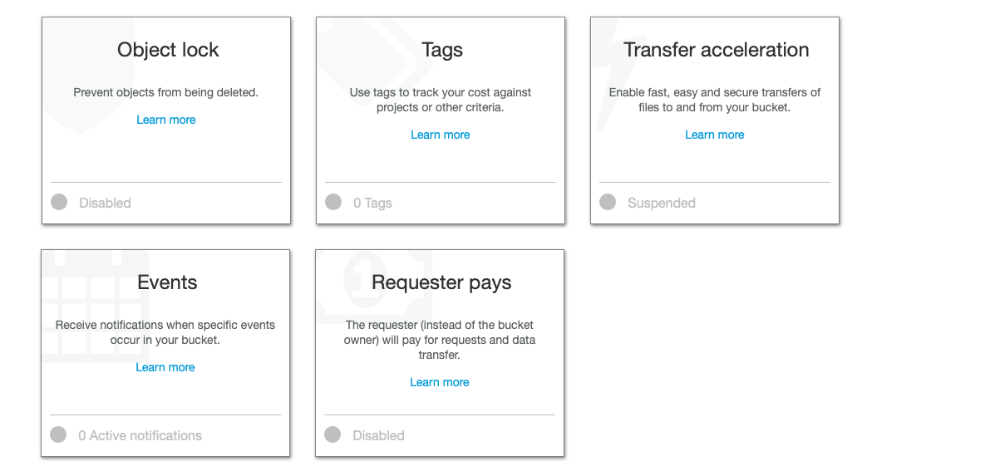 Object lock
Prevent objects from being deleted.
Learn more
Disabled
Tags
Use tags to track your cost against
projects or other criteria.
Learn more
0 Tags
Transfer acceleration
Enable fast, easy and secure transfers of
files to and from your bucket.
Learn more
Suspended
Events
Receive notifications when specific events
occur in your bucket.
Learn more
0 Active notifications
1
Requester pays
The requester (instead of the bucket
owner) will pay for requests and data
transfer.
Learn more
Disabled